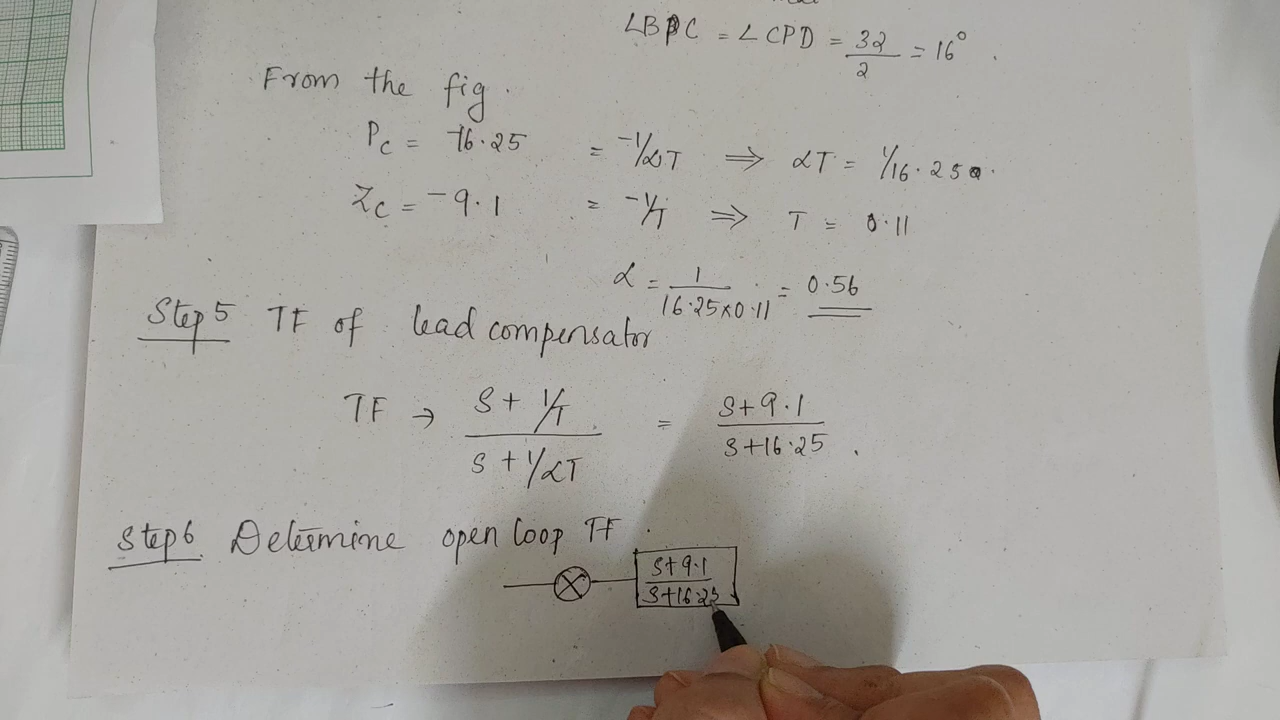 ∠BPC = ∠CPD = 32/2 = 16° .
From the fig.
Pc = -16.25 = -1/αT ⇒ αT = 1/16.250.
Zc = -9.1 = -1/T ⇒ T = 0.11
α = 1/16.25×0.11 = 0.56
Step 5 TF of lead compensator
TF → S + 1/T / S + 1/αT = S+9.1 / S+16.25 .
Step 6 Determine open loop TF .
S+9.1
S+16.25